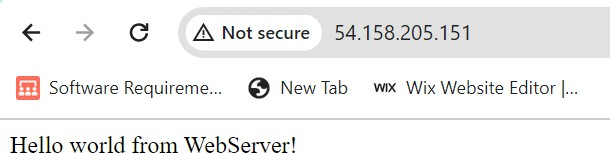 Not secure 54.158.205.151
Software Requireme... New Tab WIX Wix Website Editor |...
Hello world from WebServer!